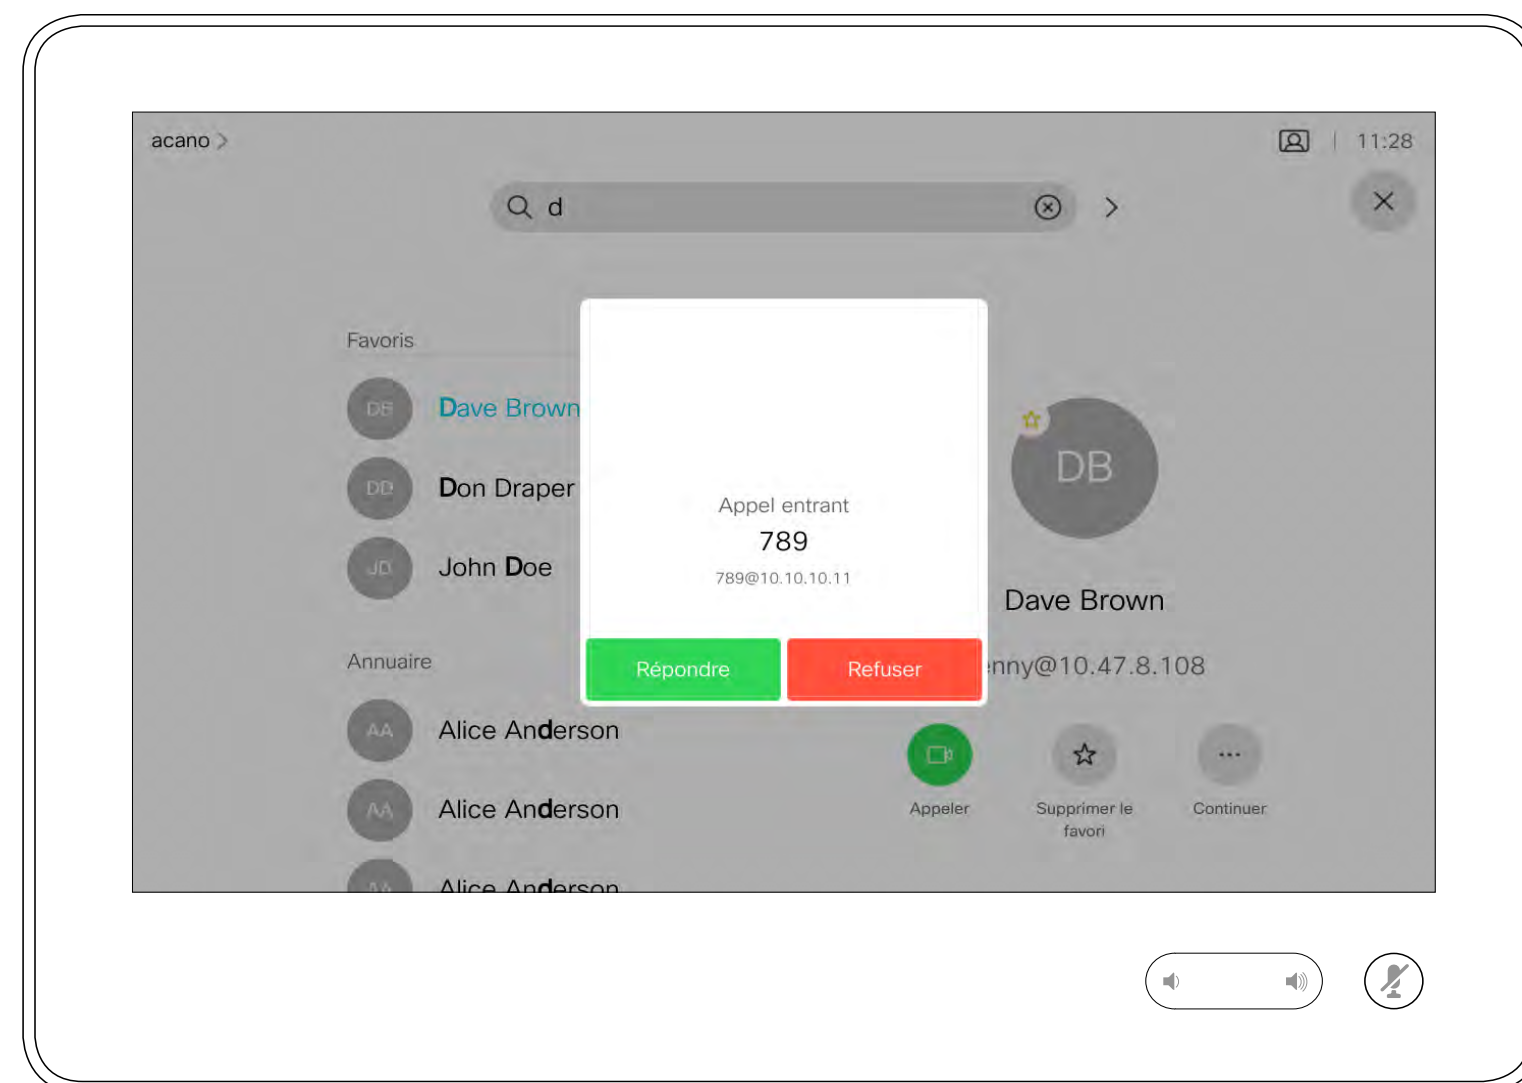 acano
11:28
d
Favoris
DB
Dave Brown
DD
Don Draper
JD
John Doe
Annuaire
AA
Alice Anderson
AA
Alice Anderson
AA
Alice Anderson
Appel entrant
789
789@10.10.10.11
Répondre
Refuser
DB
Dave Brown
nny@10.47.8.108
Appeler
Supprimer le
favori
Continuer